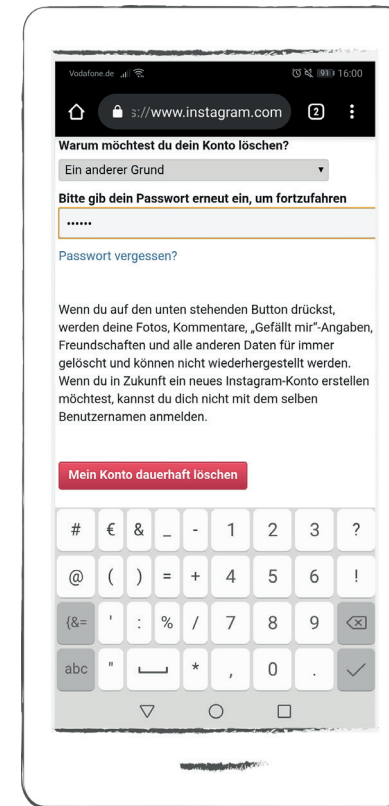 Vodafone.de 91 16:00
s://www.instagram.com 2
Warum möchtest du dein Konto löschen?
Ein anderer Grund
Bitte gib dein Passwort erneut ein, um fortzufahren
••••••
Passwort vergessen?
Wenn du auf den unten stehenden Button drückst,
werden deine Fotos, Kommentare, „Gefällt mir"-Angaben,
Freundschaften und alle anderen Daten für immer
gelöscht und können nicht wiederhergestellt werden.
Wenn du in Zukunft ein neues Instagram-Konto erstellen
möchtest, kannst du dich nicht mit dem selben
Benutzernamen anmelden.
Mein Konto dauerhaft löschen
# € & _ - 1 2 3 ?
@ ( ) = + 4 5 6 !
{&= ' : % / 7 8 9
abc " * , 0 .